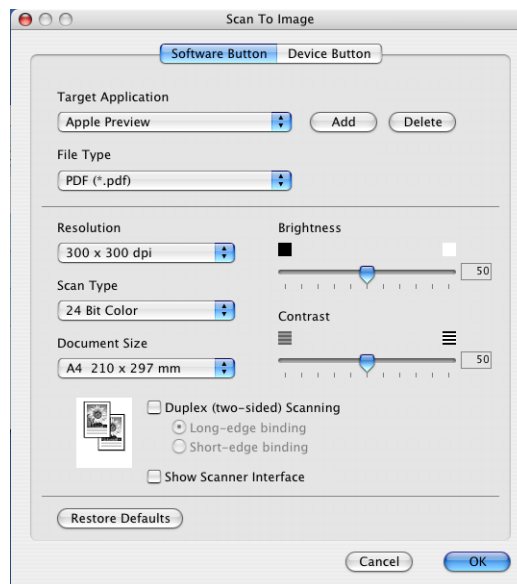 Scan To Image
Software Button Device Button
Target Application
Apple Preview Add Delete
File Type
PDF (*.pdf)
Resolution Brightness
300 x 300 dpi
50
Scan Type
24 Bit Color
Contrast
Document Size
A4 210 x 297 mm 50
Duplex (two-sided) Scanning
Long-edge binding
Short-edge binding
Show Scanner Interface
Restore Defaults
Cancel OK